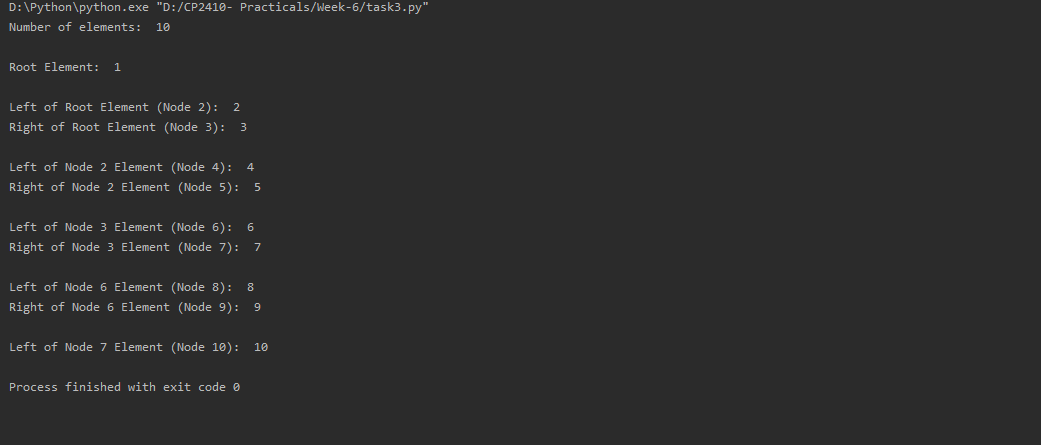 D:\Python\python.exe "D:/CP2410- Practicals/Week-6/task3.py"
Number of elements:  10
Root Element:  1
Left of Root Element (Node 2):  2
Right of Root Element (Node 3):  3
Left of Node 2 Element (Node 4):  4
Right of Node 2 Element (Node 5):  5
Left of Node 3 Element (Node 6):  6
Right of Node 3 Element (Node 7):  7
Left of Node 6 Element (Node 8):  8
Right of Node 6 Element (Node 9):  9
Left of Node 7 Element (Node 10):  10
Process finished with exit code 0